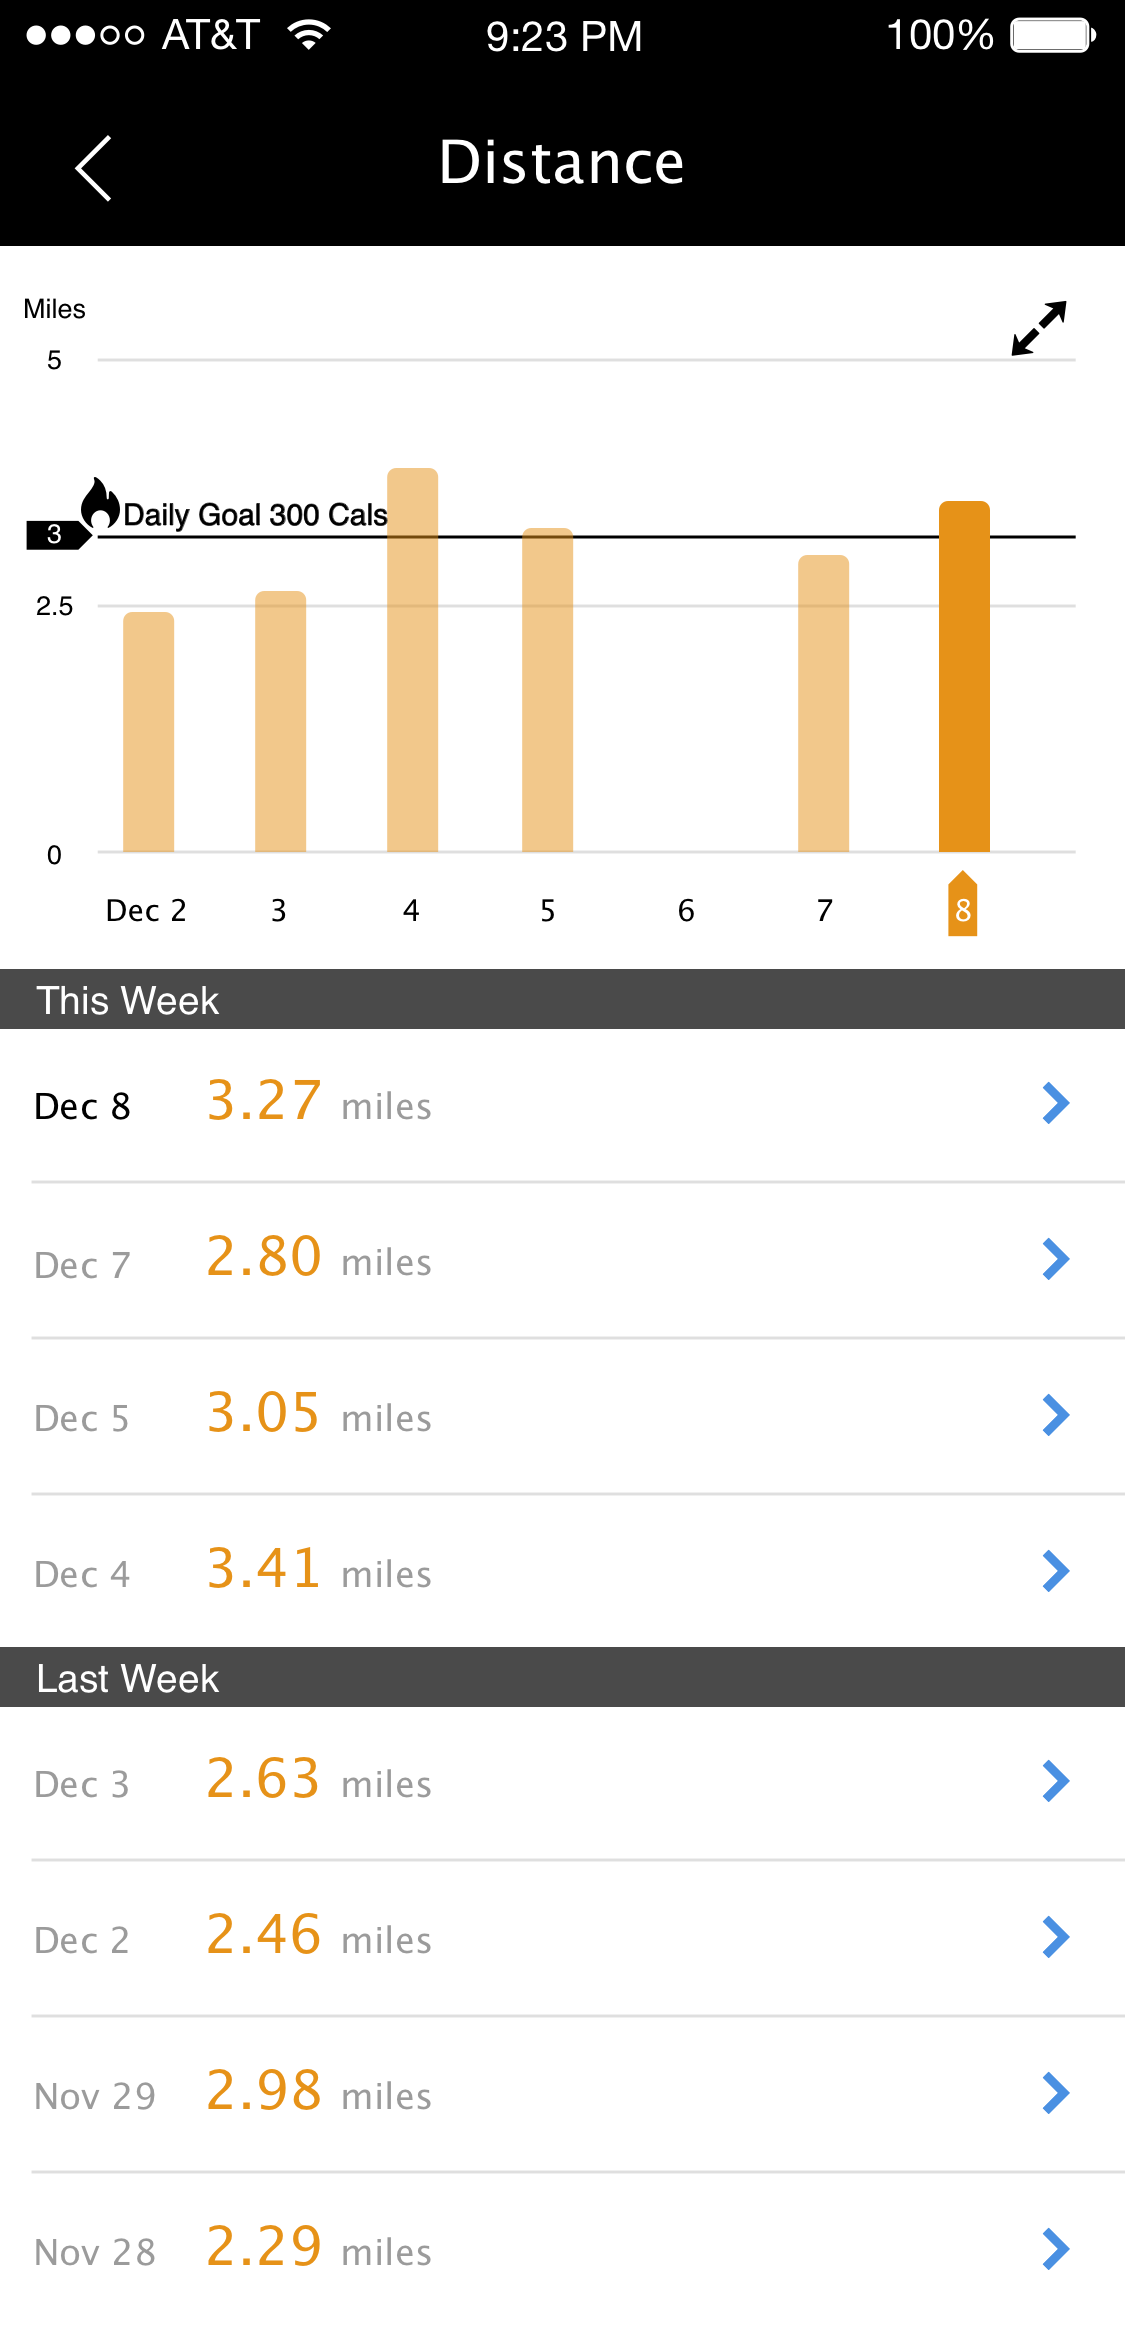 AT&T 9:23 PM 100%
Distance
Miles
5
Daily Goal 300 Cals
3
2.5
0
Dec 2 3 4 5 6 7 8
This Week
Dec 8 3.27 miles
Dec 7 2.80 miles
Dec 5 3.05 miles
Dec 4 3.41 miles
Last Week
Dec 3 2.63 miles
Dec 2 2.46 miles
Nov 29 2.98 miles
Nov 28 2.29 miles